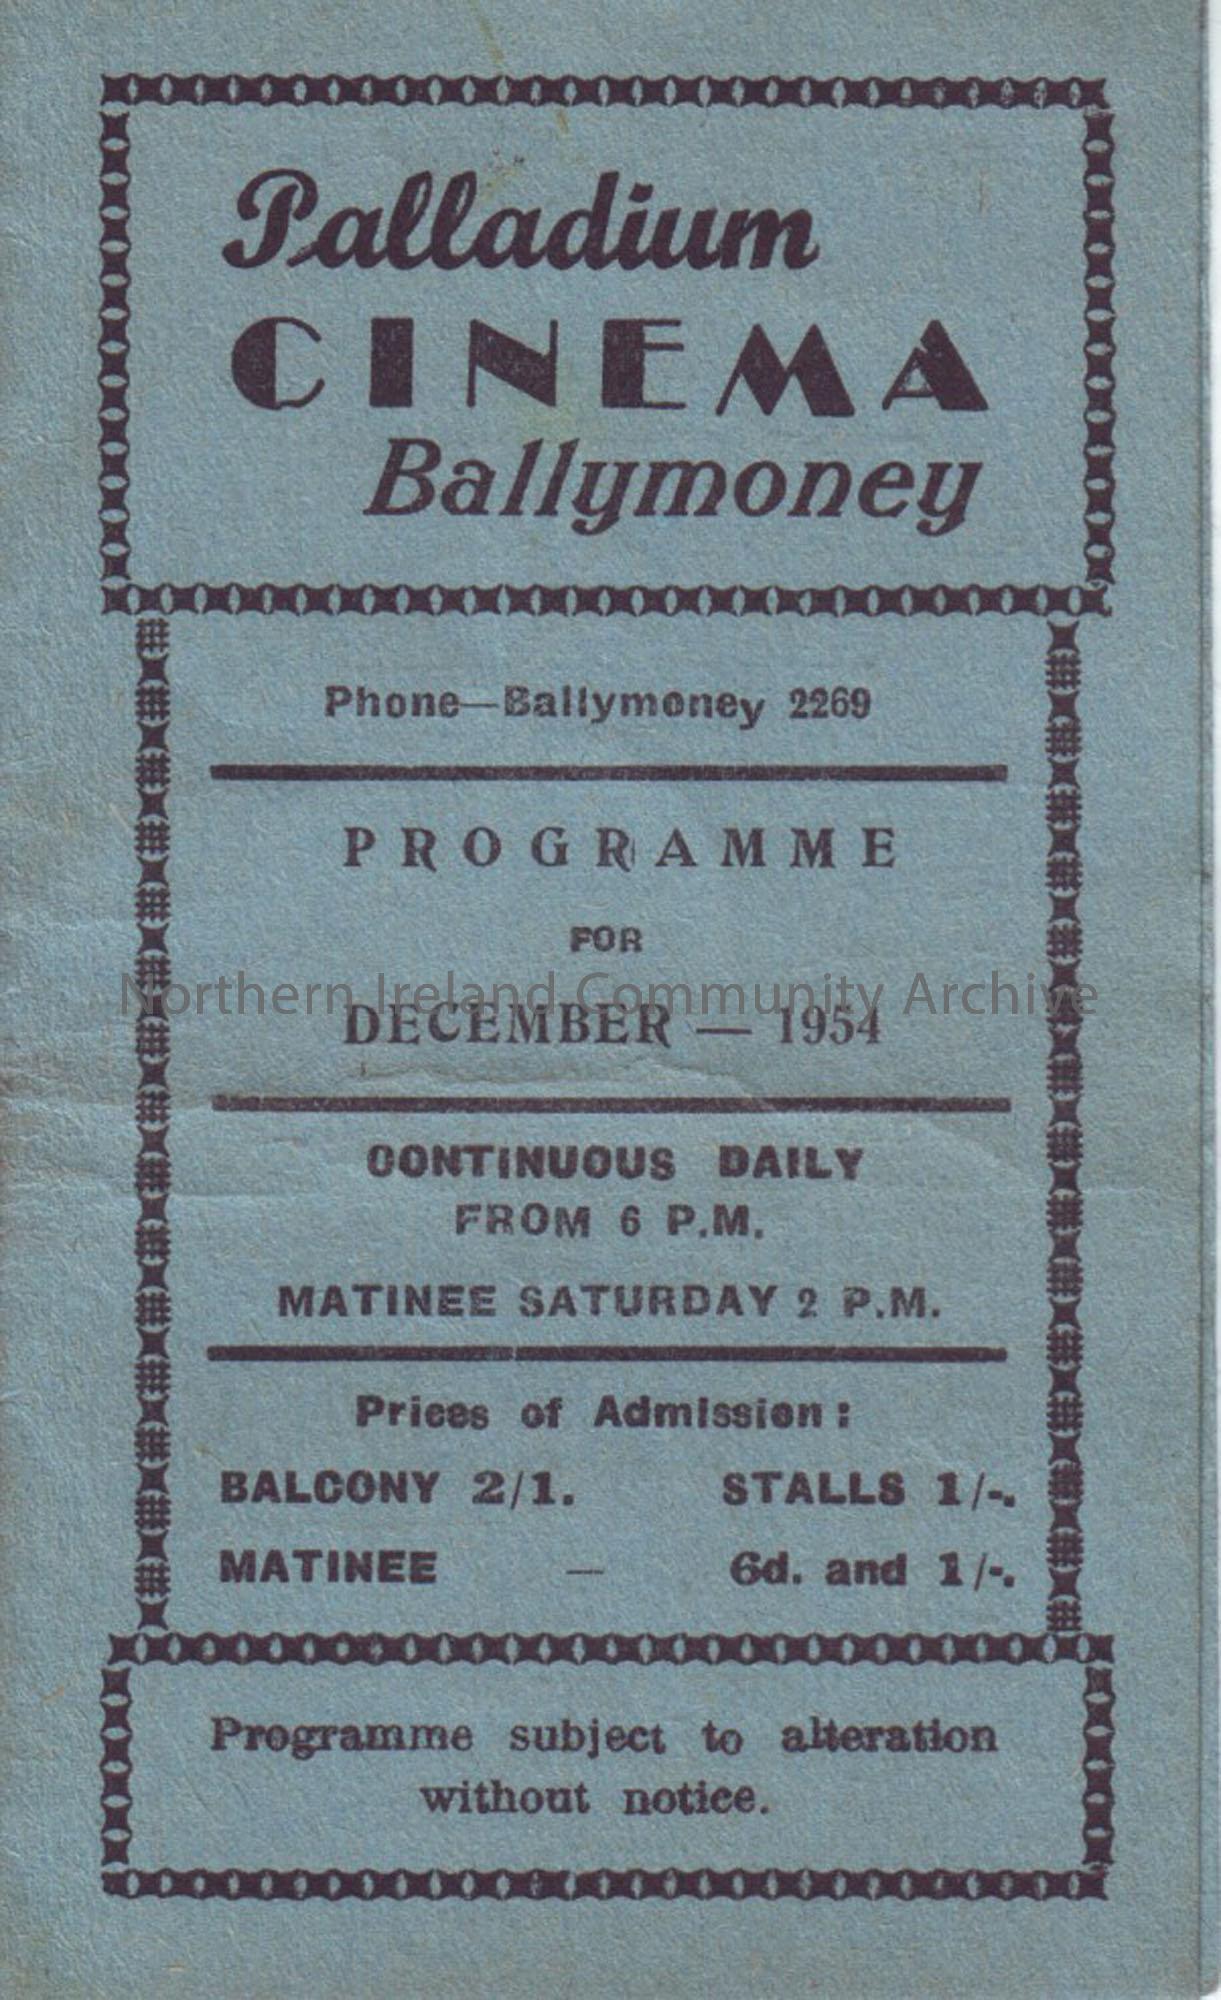 Palladium
CINEMA
Ballymoney
Phone—Ballymoney 2269
PROGRAMME
FOR
Northern Ireland Community Archive
DECEMBER — 1954
CONTINUOUS DAILY
FROM 6 P.M.
MATINEE SATURDAY 2 P.M.
Prices of Admission :
BALCONY 2/1. STALLS 1/-.
MATINEE — 6d. and 1/-.
Programme subject to alteration
without notice.